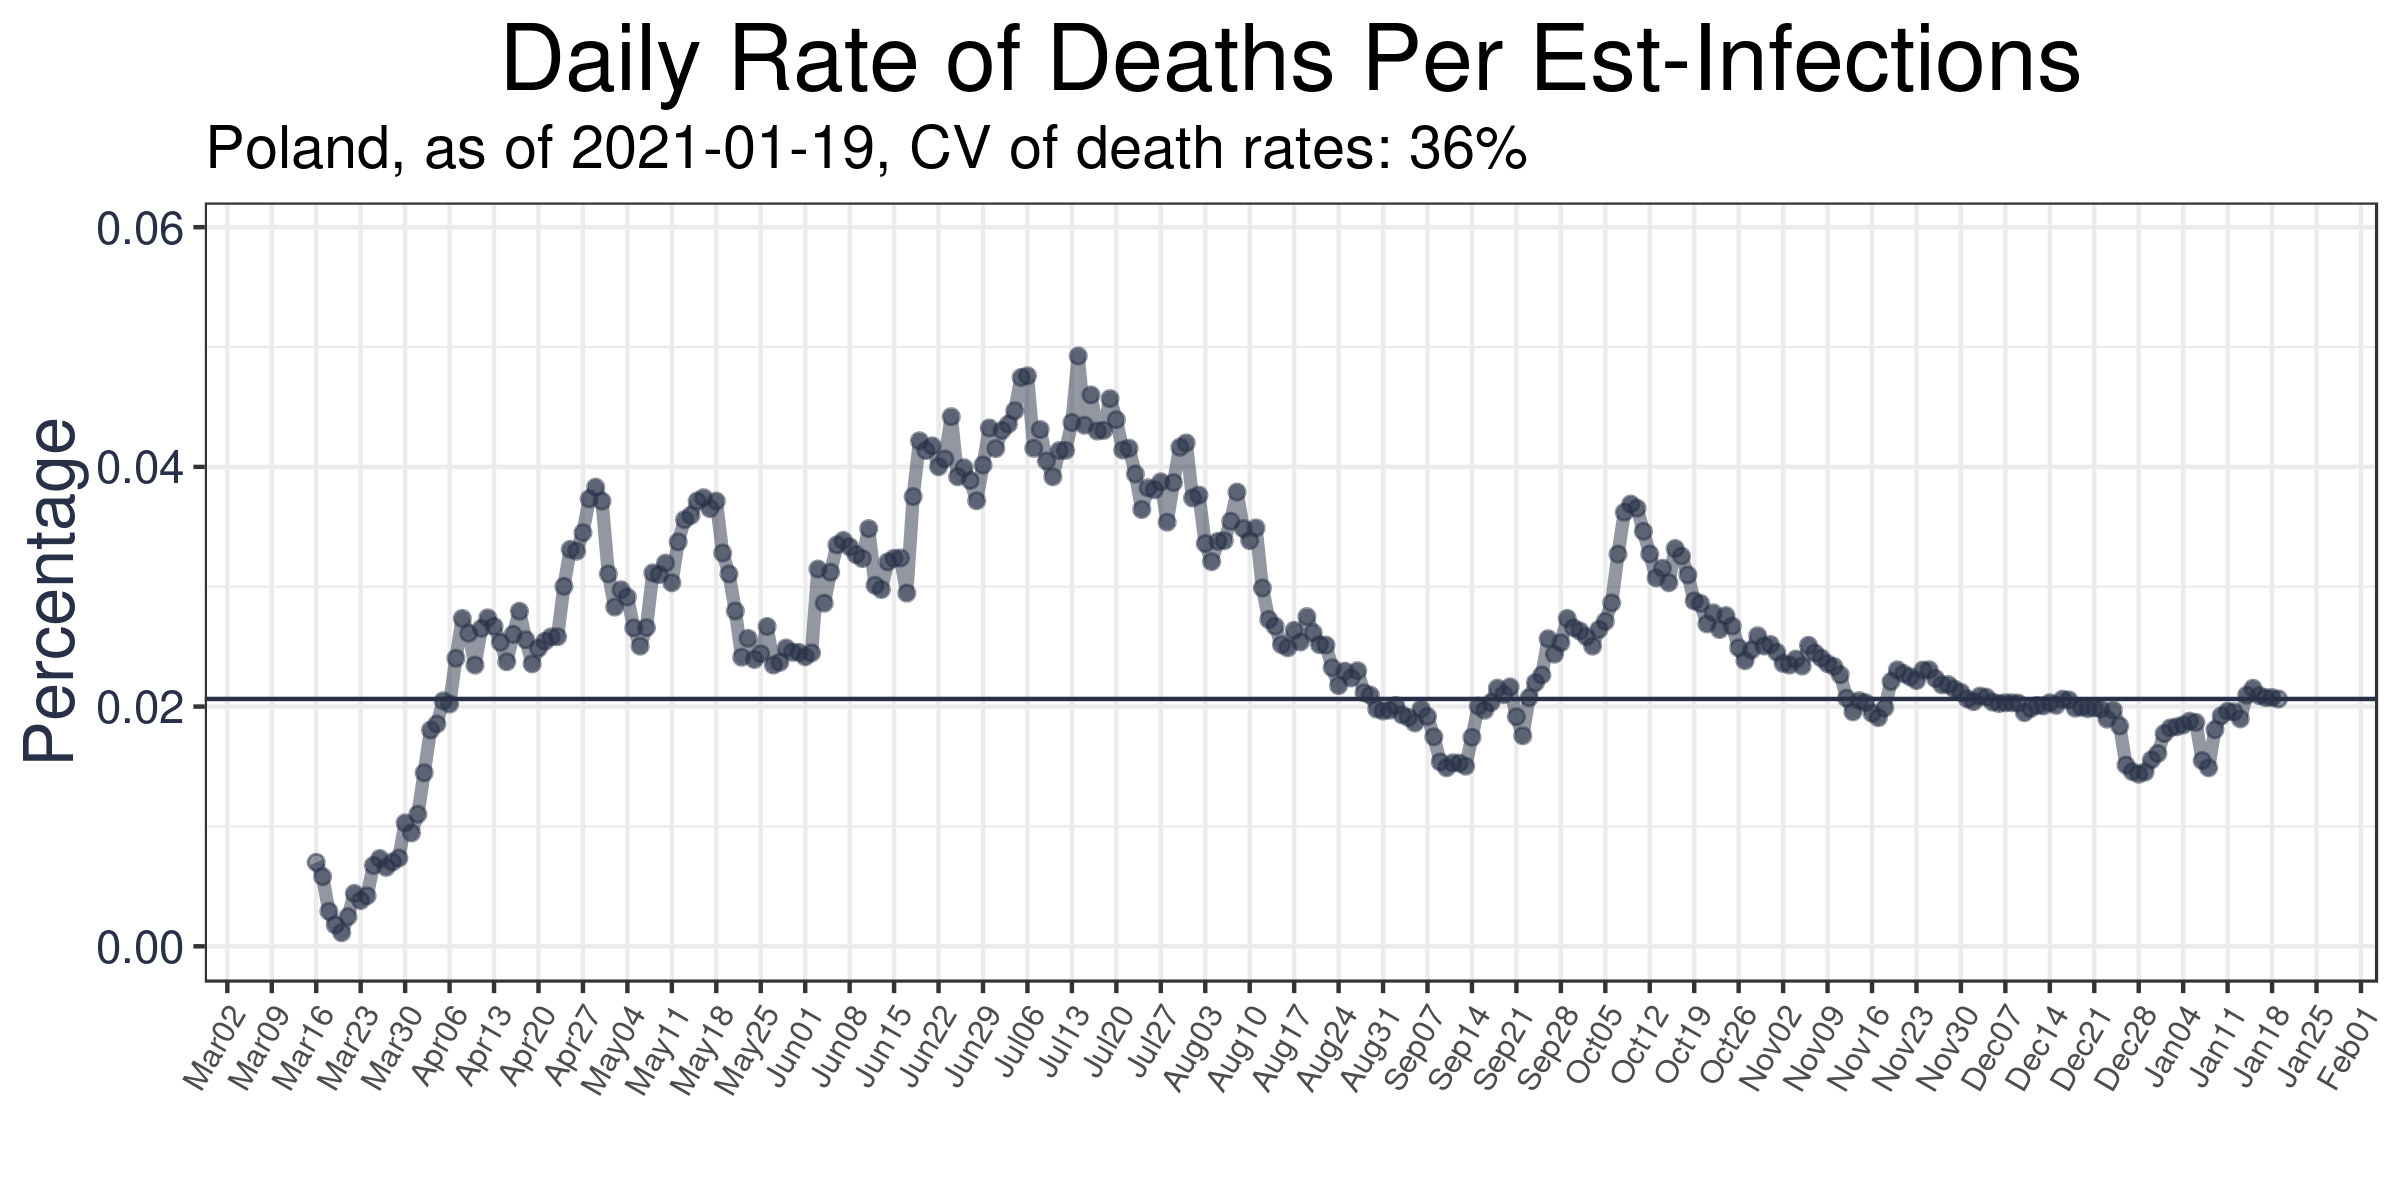 Daily Rate of Deaths Per Est-Infections
Poland, as of 2021-01-19, CV of death rates: 36%
Percentage
0.06
0.04
0.02
0.00
Mar02
Mar09
Mar16
Mar23
Mar30
Apr06
Apr13
Apr20
Apr27
May04
May11
May18
May25
Jun01
Jun08
Jun15
Jun22
Jun29
Jul06
Jul13
Jul20
Jul27
Aug03
Aug10
Aug17
Aug24
Aug31
Sep07
Sep14
Sep21
Sep28
Oct05
Oct12
Oct19
Oct26
Nov02
Nov09
Nov16
Nov23
Nov30
Dec07
Dec14
Dec21
Dec28
Jan04
Jan11
Jan18
Jan25
Feb01